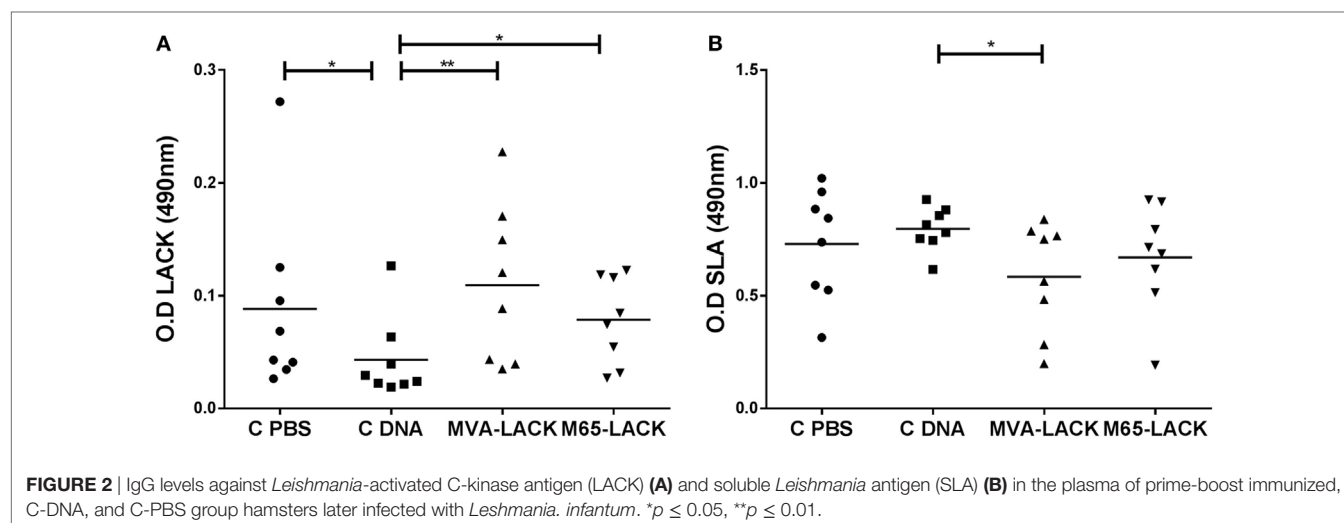 A
B
*
*
**
*
0.3
0.2
0.1
0.0
O.D LACK (490nm)
C PBS C DNA MVA-LACK M65-LACK
1.5
1.0
0.5
0.0
O.D SLA (490nm)
C PBS C DNA MVA-LACK M65-LACK
FIGURE 2 | IgG levels against Leishmania-activated C-kinase antigen (LACK) (A) and soluble Leishmania antigen (SLA) (B) in the plasma of prime-boost immunized,
C-DNA, and C-PBS group hamsters later infected with Leshmania. infantum. *p ≤ 0.05, **p ≤ 0.01.